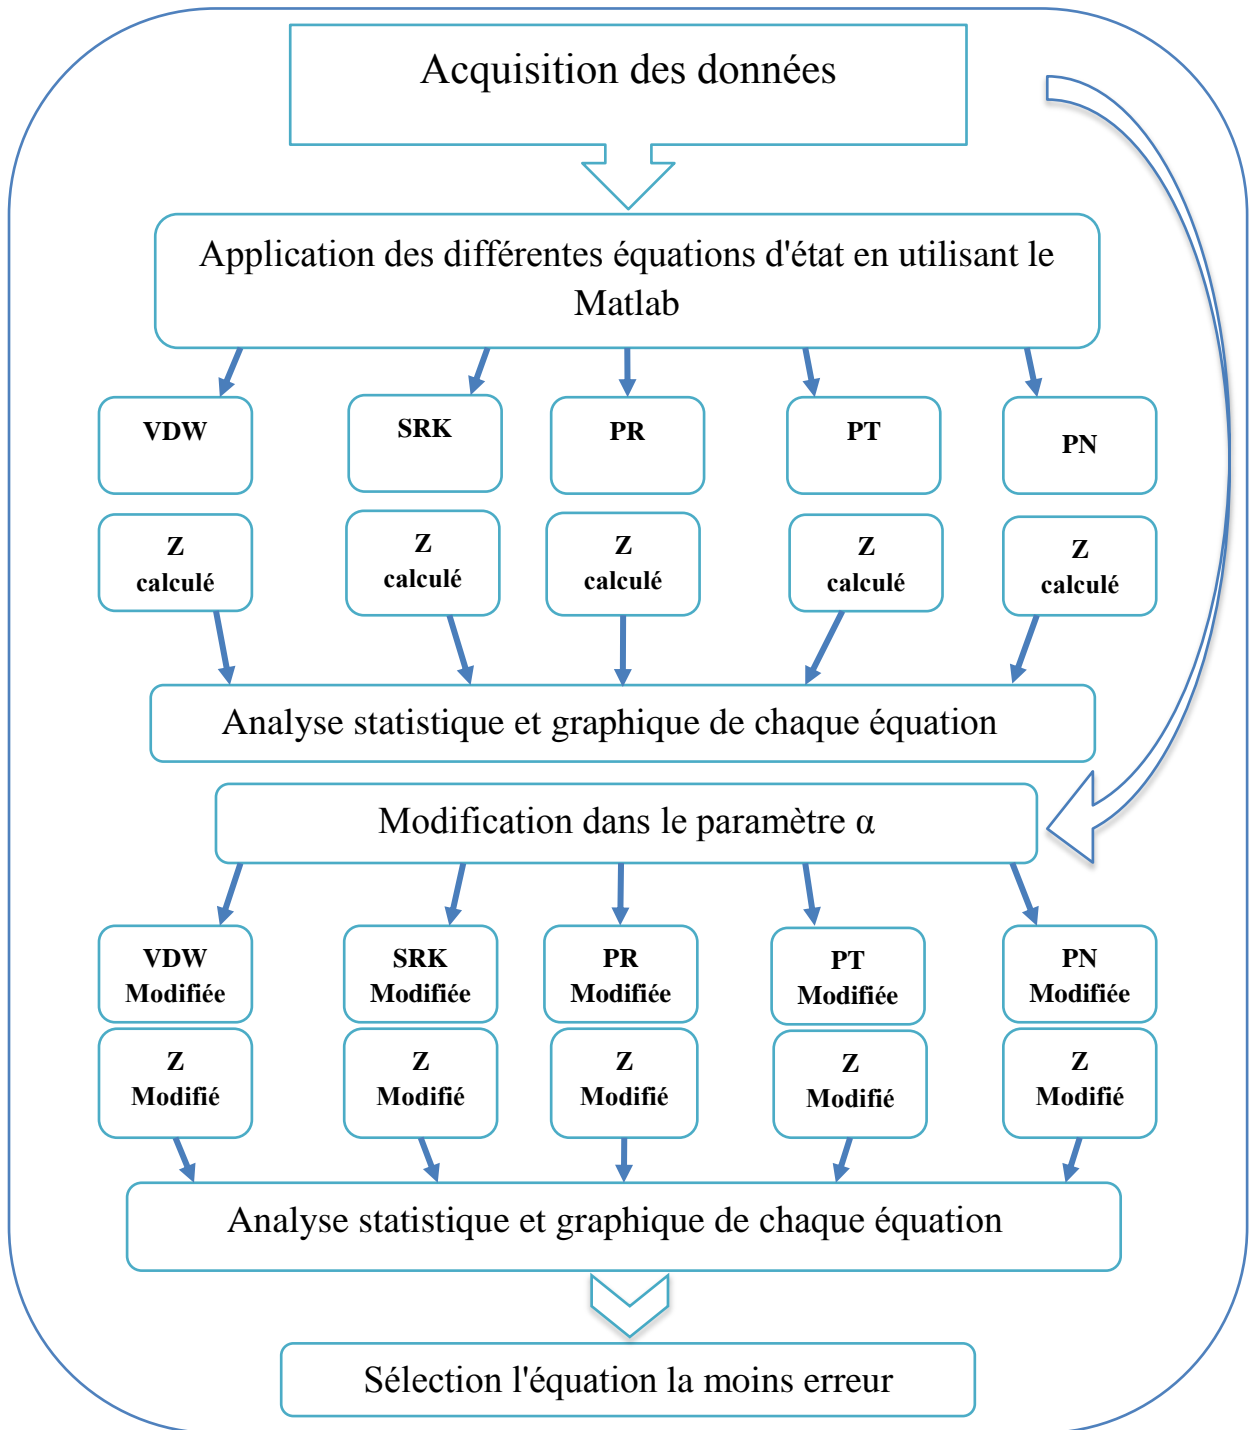 Acquisition des données
Application des différentes équations d'état en utilisant le
Matlab
VDW
SRK
PR
PT
PN
Z
calculé
Z
calculé
Z
calculé
Z
calculé
Z
calculé
Analyse statistique et graphique de chaque équation
Modification dans le paramètre α
VDW
Modifiée
SRK
Modifiée
PR
Modifiée
PT
Modifiée
PN
Modifiée
Z
Modifié
Z
Modifié
Z
Modifié
Z
Modifié
Z
Modifié
Analyse statistique et graphique de chaque équation
Sélection l'équation la moins erreur